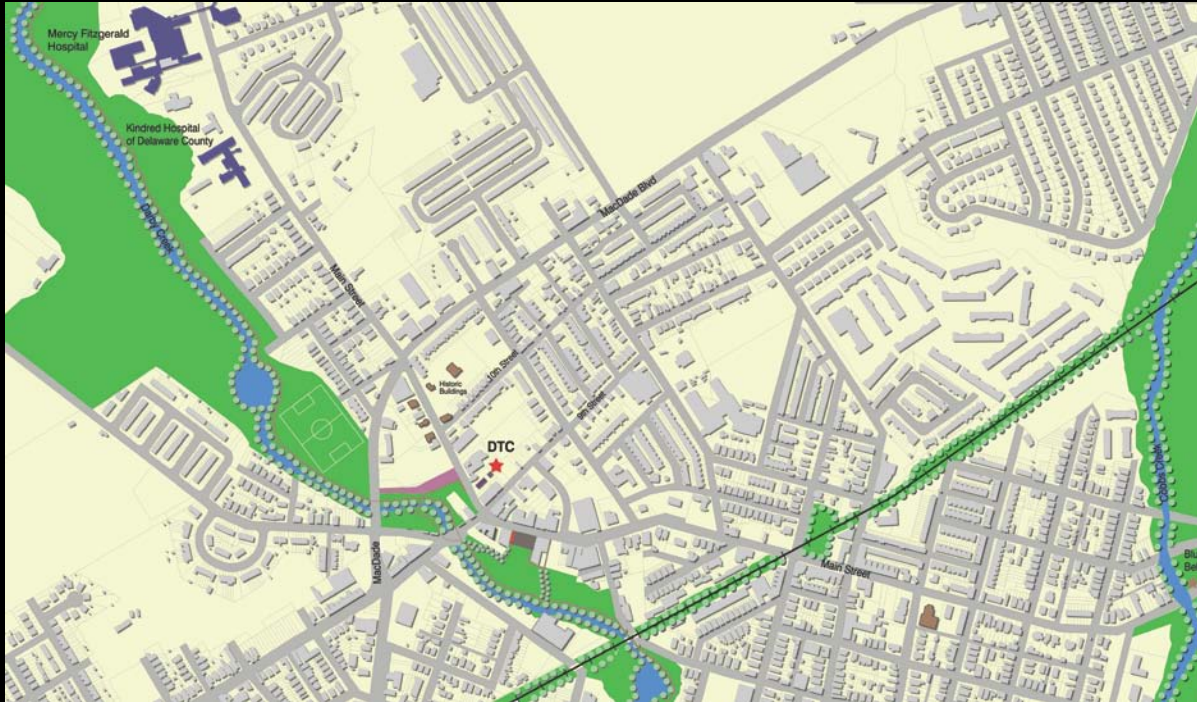 Mercy Fitzgerald
Hospital
Kindred Hospital
of Delaware County
Darby Creek
MacDade Blvd
Main Street
10th Street
Historic
Buildings
9th Street
DTC
Cobbs Creek
MacDade
Main Street